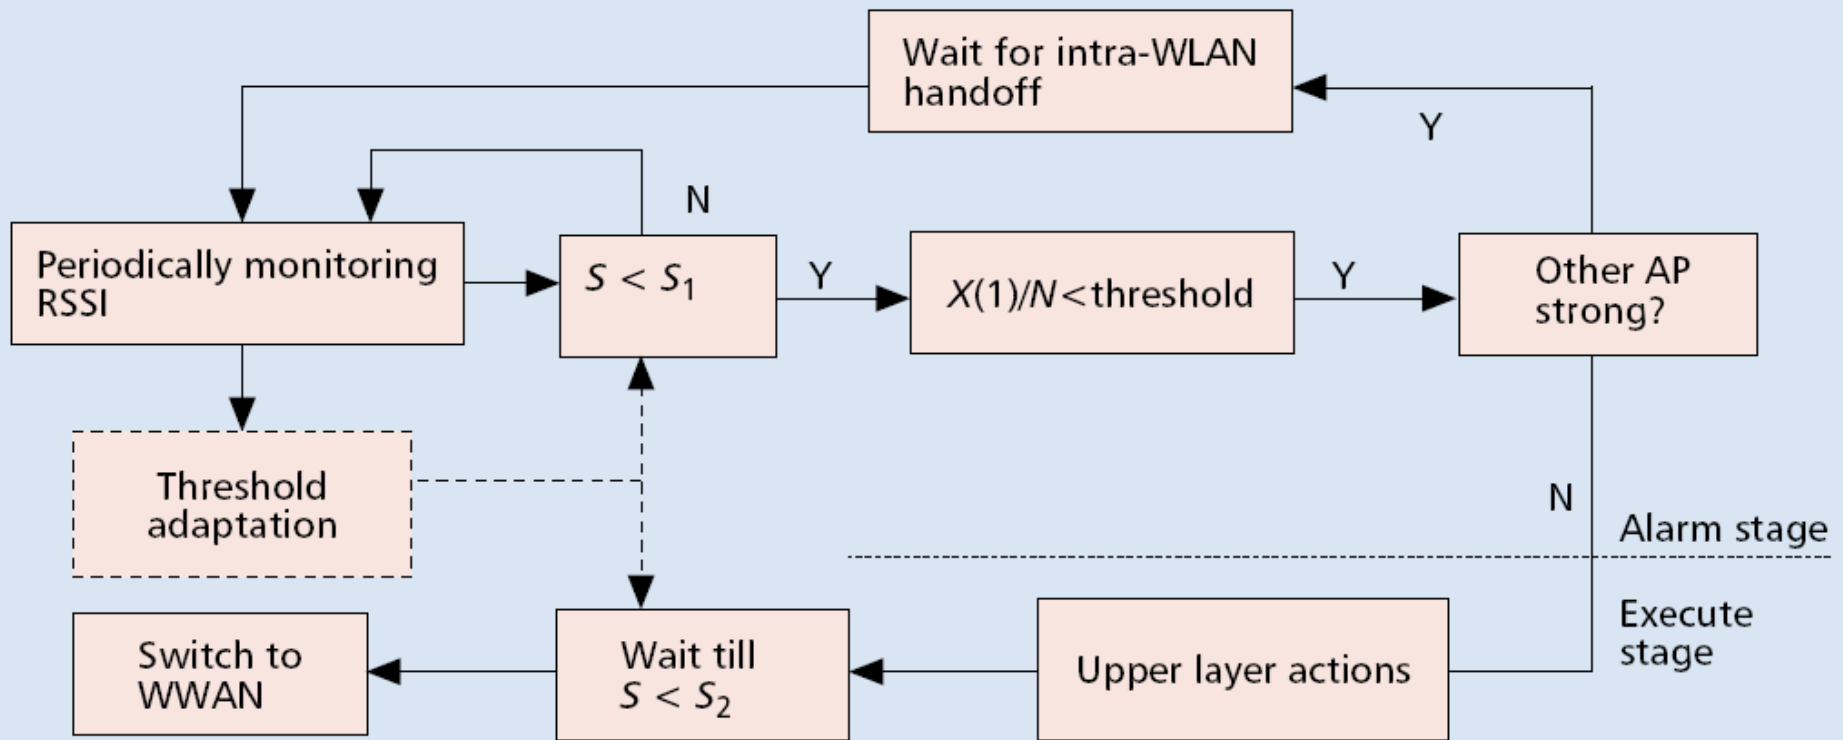 Wait for intra-WLAN
handoff
Y
N
Periodically monitoring
RSSI
S < S₁
Y
X(1)/N<threshold
Y
Other AP
strong?
Threshold
adaptation
N
Alarm stage
Execute
stage
Switch to
WWAN
Wait till
S < S₂
Upper layer actions